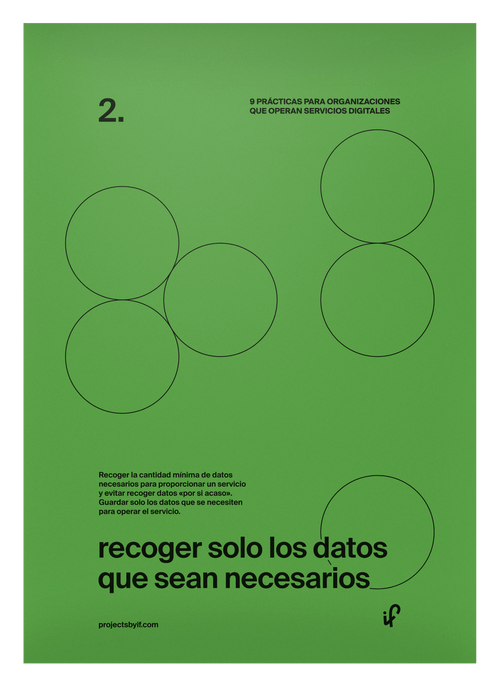 2.
9 PRÁCTICAS PARA ORGANIZACIONES
QUE OPERAN SERVICIOS DIGITALES
Recoger la cantidad mínima de datos
necesarios para proporcionar un servicio
y evitar recoger datos «por si acaso».
Guardar solo los datos que se necesiten
para operar el servicio.
recoger solo los datos
que sean necesarios
projectsbyif.com
if